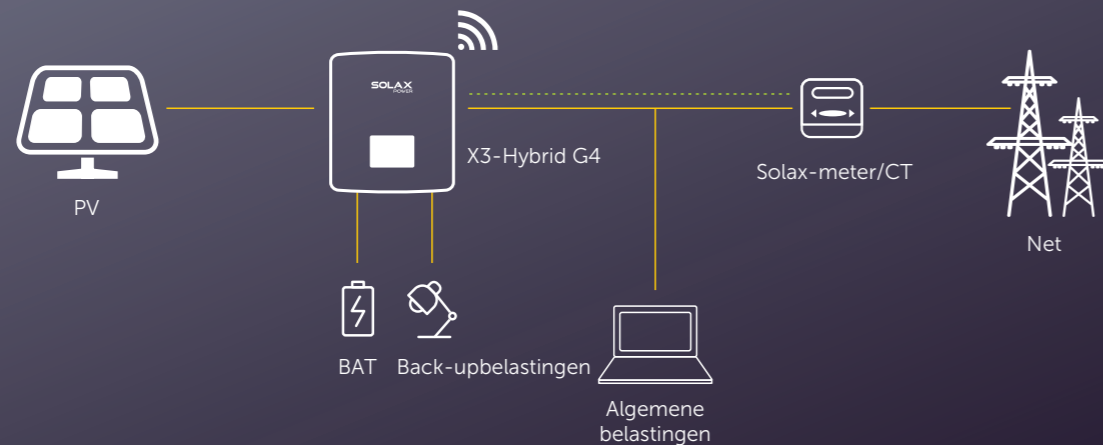 SOLAX
POWER
X3-Hybrid G4
Solax-meter/CT
PV
Net
BAT
Back-upbelastingen
Algemene
belastingen